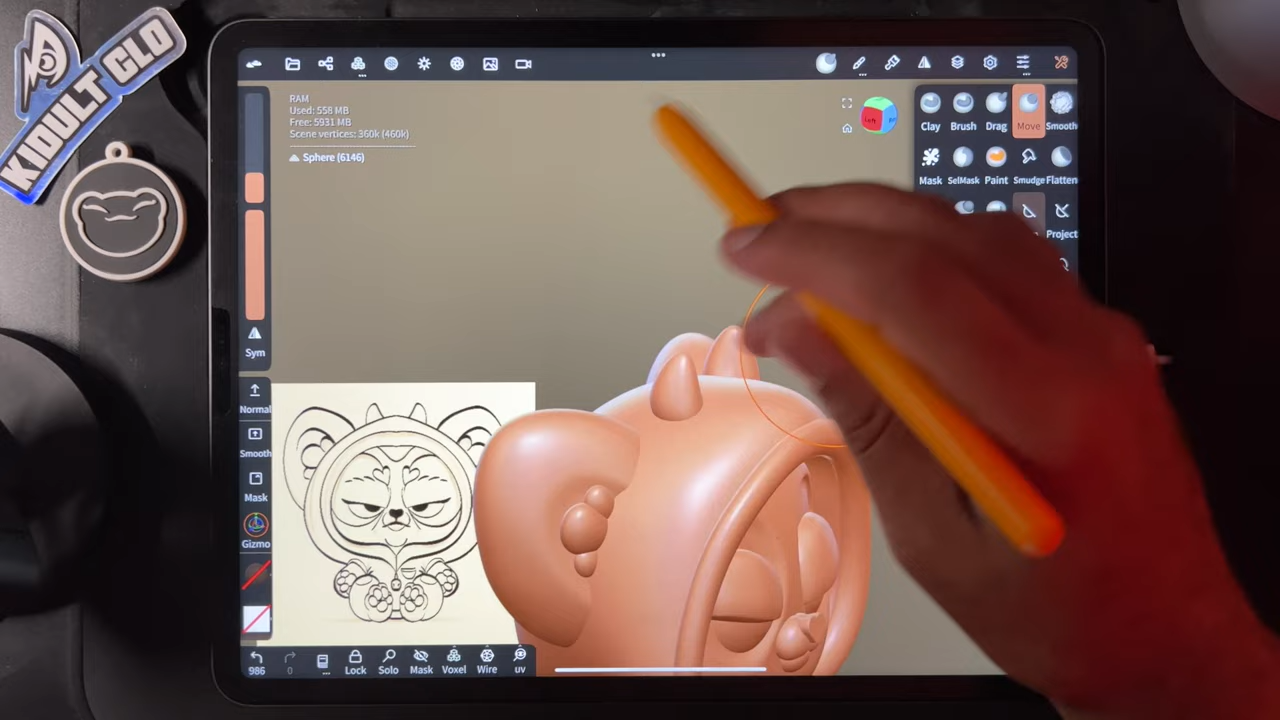 KIDULT CLO
RAM
Used: 558 MB
Free: 5931 MB
Scene vertices: 360k (460k)
Sphere (6146)
Left
Clay
Brush
Drag
Move
Smooth
Mask
SelMask
Paint
Smudge
Flatten
Project
Sym
Normal
Smooth
Mask
Gizmo
986
0
...
Lock
Solo
Mask
Voxel
Wire
uv